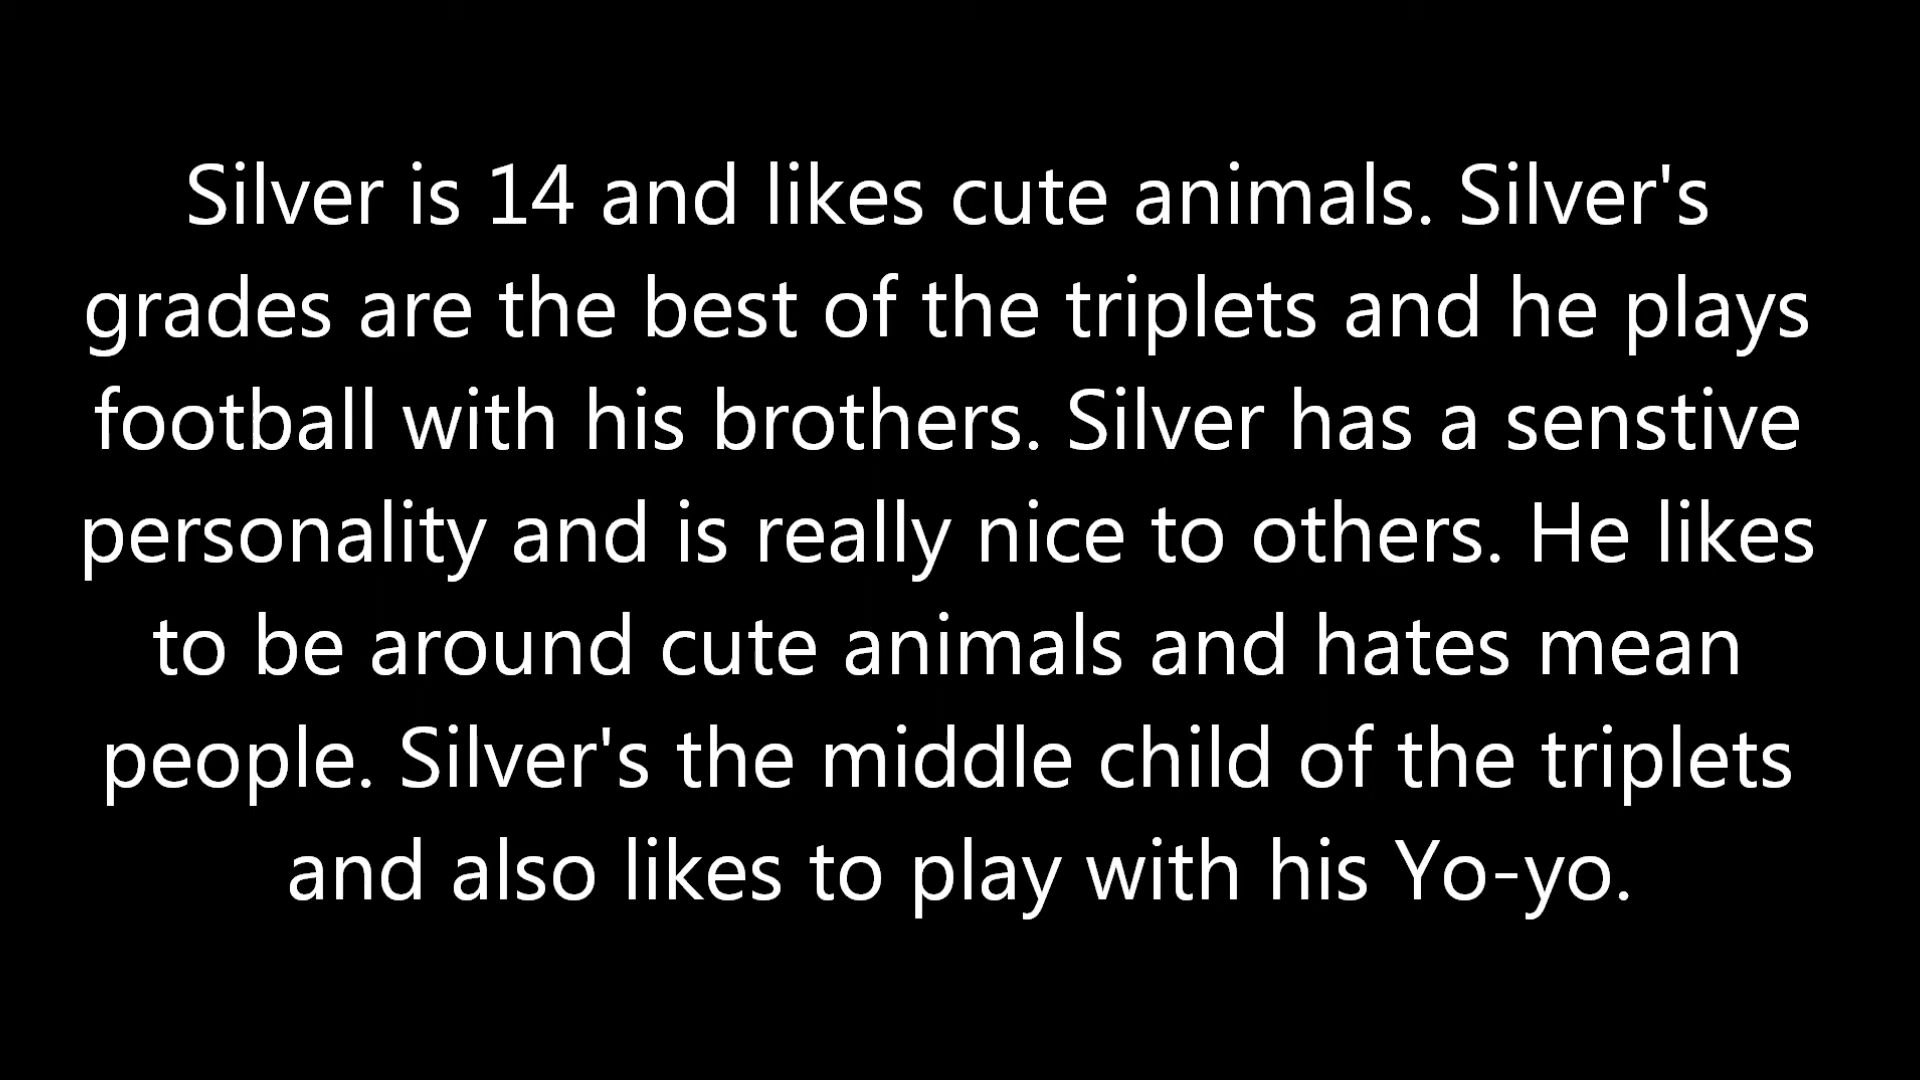 Silver is 14 and likes cute animals. Silver's
grades are the best of the triplets and he plays
football with his brothers. Silver has a senstive
personality and is really nice to others. He likes
to be around cute animals and hates mean
people. Silver's the middle child of the triplets
and also likes to play with his Yo-yo.